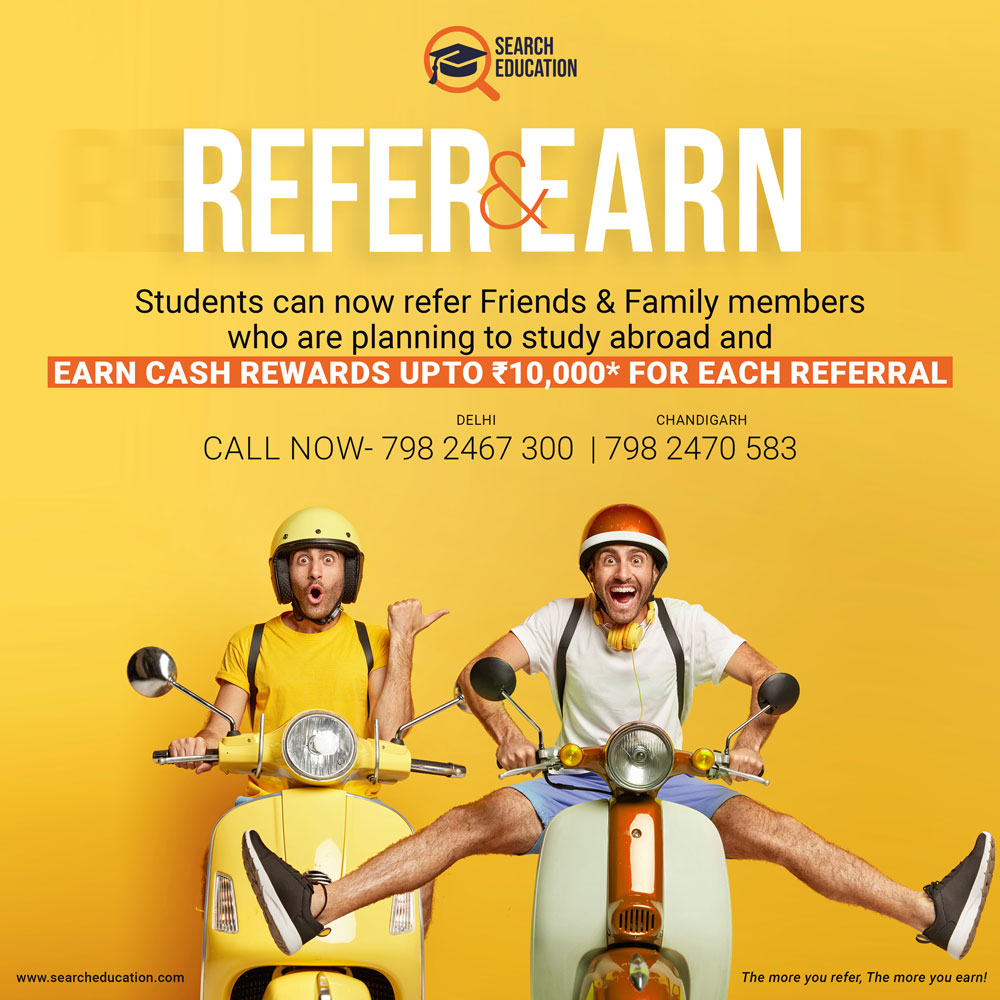 SEARCH
EDUCATION
REFER & EARN
Students can now refer Friends & Family members
who are planning to study abroad and
EARN CASH REWARDS UPTO ₹10,000* FOR EACH REFERRAL
DELHI CHANDIGARH
CALL NOW- 798 2467 300 | 798 2470 583
www.searcheducation.com
The more you refer, The more you earn!